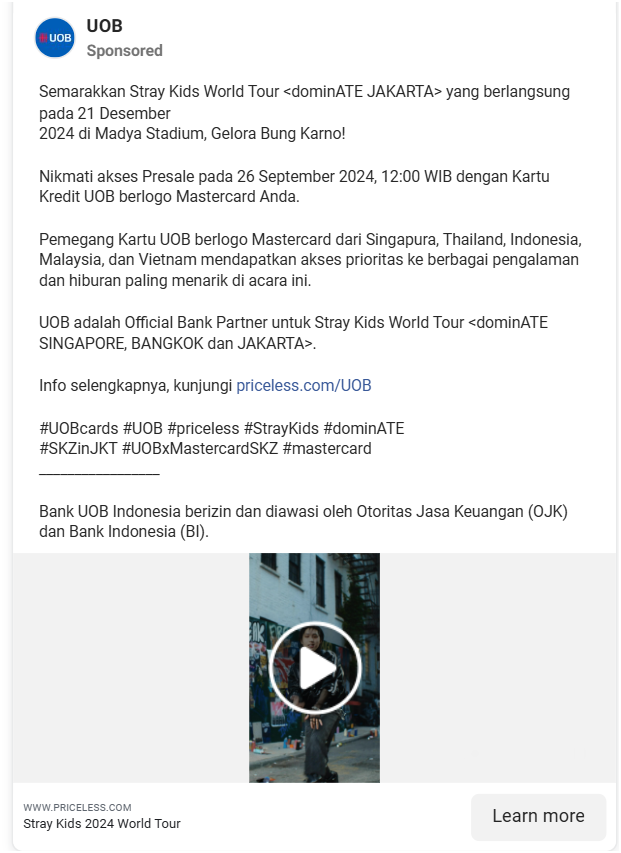 UOB
UOB
Sponsored
Semarakkan Stray Kids World Tour <dominATE JAKARTA> yang berlangsung
pada 21 Desember
2024 di Madya Stadium, Gelora Bung Karno!
Nikmati akses Presale pada 26 September 2024, 12:00 WIB dengan Kartu
Kredit UOB berlogo Mastercard Anda.
Pemegang Kartu UOB berlogo Mastercard dari Singapura, Thailand, Indonesia,
Malaysia, dan Vietnam mendapatkan akses prioritas ke berbagai pengalaman
dan hiburan paling menarik di acara ini.
UOB adalah Official Bank Partner untuk Stray Kids World Tour <dominATE
SINGAPORE, BANGKOK dan JAKARTA>.
Info selengkapnya, kunjungi priceless.com/UOB
#UOBcards #UOB #priceless #StrayKids #dominATE
#SKZinJKT #UOBxMastercardSKZ #mastercard
_______________
Bank UOB Indonesia berizin dan diawasi oleh Otoritas Jasa Keuangan (OJK)
dan Bank Indonesia (BI).
WWW.PRICELESS.COM
Stray Kids 2024 World Tour
Learn more